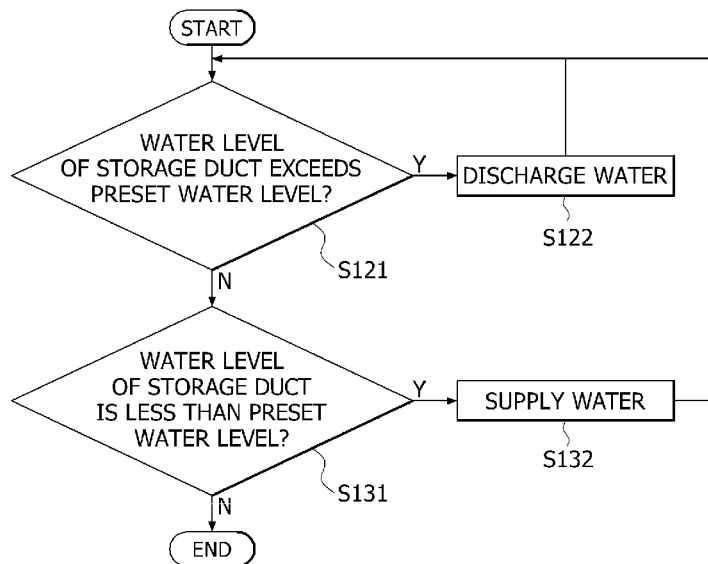 START
WATER LEVEL
OF STORAGE DUCT EXCEEDS
PRESET WATER LEVEL?
Y
DISCHARGE WATER
S122
S121
N
WATER LEVEL
OF STORAGE DUCT
IS LESS THAN PRESET
WATER LEVEL?
Y
SUPPLY WATER
S132
S131
N
END